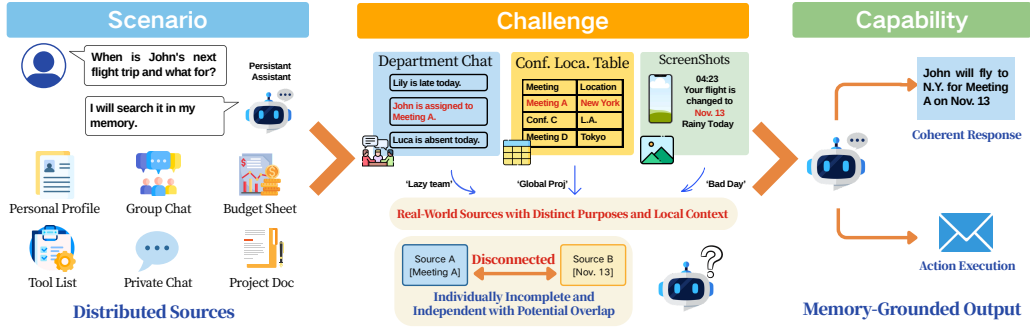 Scenario
When is John's next
flight trip and what for?
Persistant
Assistant
I will search it in my
memory.
Personal Profile
Group Chat
Budget Sheet
Tool List
Private Chat
Project Doc
Distributed Sources
Challenge
Department Chat
Lily is late today.
John is assigned to
Meeting A.
Luca is absent today.
Conf. Loca. Table
Meeting Location
Meeting A New York
Conf. C L.A.
Meeting D Tokyo
ScreenShots
04:23
Your flight is
changed to
Nov. 13
Rainy Today
'Lazy team'
'Global Proj'
'Bad Day'
Real-World Sources with Distinct Purposes and Local Context
Source A
[Meeting A]
Disconnected
Source B
[Nov. 13]
Individually Incomplete and
Independent with Potential Overlap
Capability
John will fly to
N.Y. for Meeting
A on Nov. 13
Coherent Response
Action Execution
Memory-Grounded Output